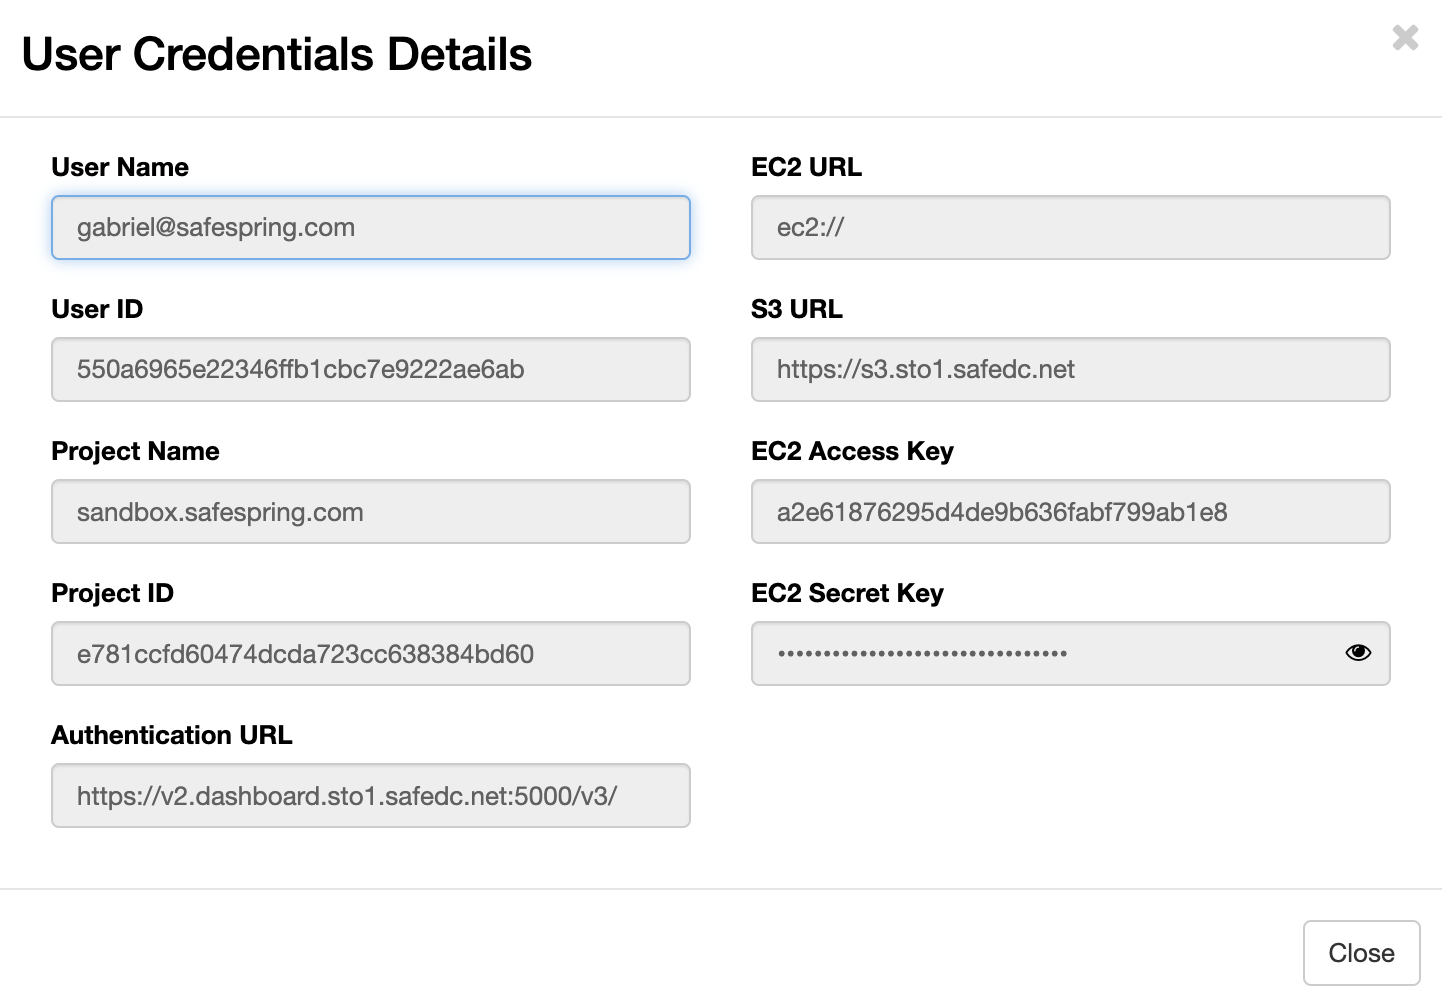 User Credentials Details
User Name
gabriel@safespring.com
User ID
550a6965e22346ffb1cbc7e9222ae6ab
Project Name
sandbox.safespring.com
Project ID
e781ccfd60474dcda723cc638384bd60
Authentication URL
https://v2.dashboard.sto1.safedc.net:5000/v3/
EC2 URL
ec2://
S3 URL
https://s3.sto1.safedc.net
EC2 Access Key
a2e61876295d4de9b636fabf799ab1e8
EC2 Secret Key
••••••••••••••••••••••••••••••••
Close